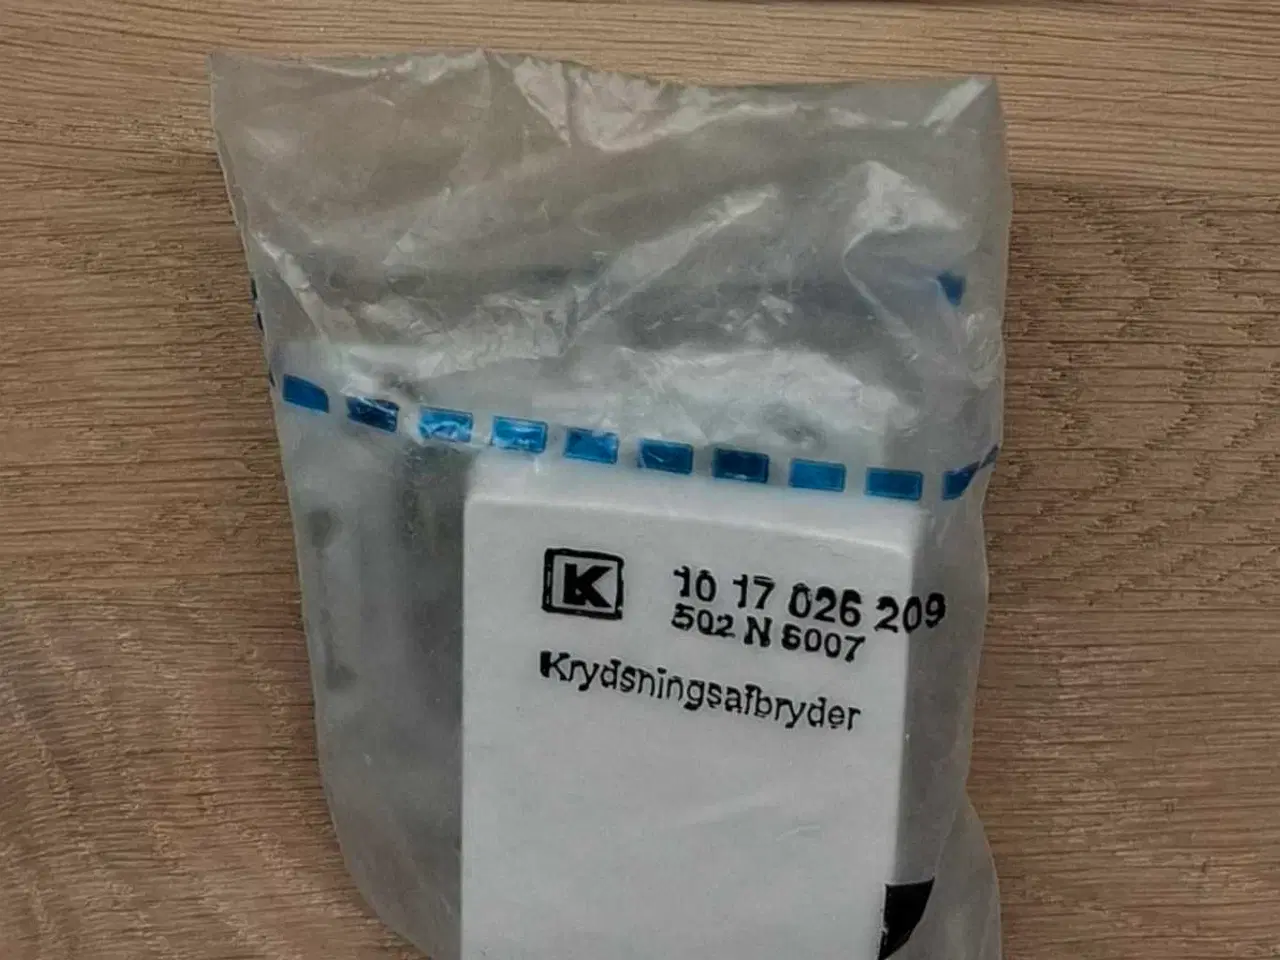 K 10 17 026 209
502 N 6007
Krydsningsafbryder